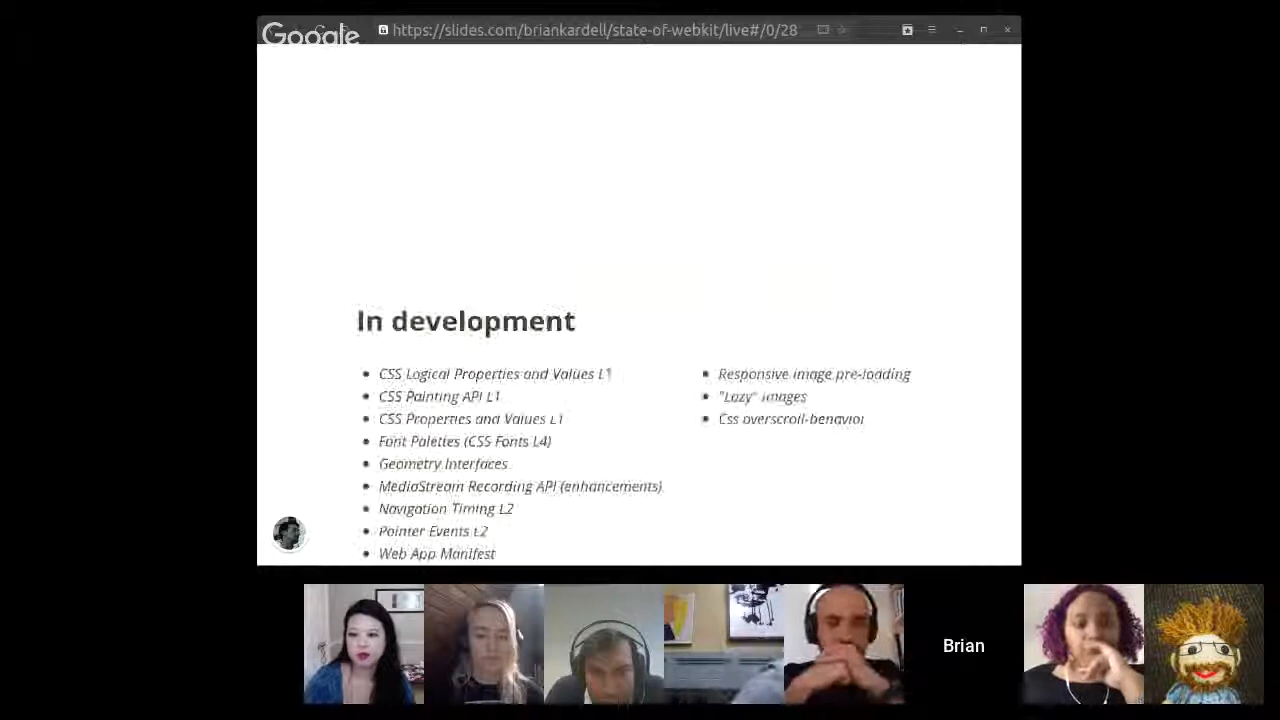 Google
https://slides.com/briankardell/state-of-webkit/live#/0/28
In development
CSS Logical Properties and Values L1
CSS Painting API L1
CSS Properties and Values L1
Font Palettes (CSS Fonts L4)
Geometry Interfaces
MediaStream Recording API (enhancements)
Navigation Timing L2
Pointer Events L2
Web App Manifest
Responsive image pre-loading
"Lazy" images
Css overscroll-behavior
Brian